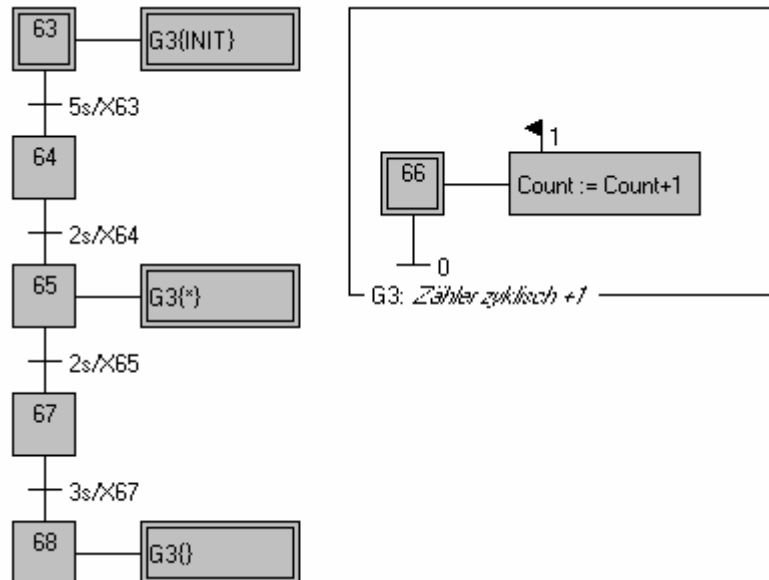 63
G3{INIT}
5s/X63
64
2s/X64
65
G3{*}
2s/X65
67
3s/X67
68
G3{}
1
66
Count := Count+1
0
G3: Zähler zyklisch +1